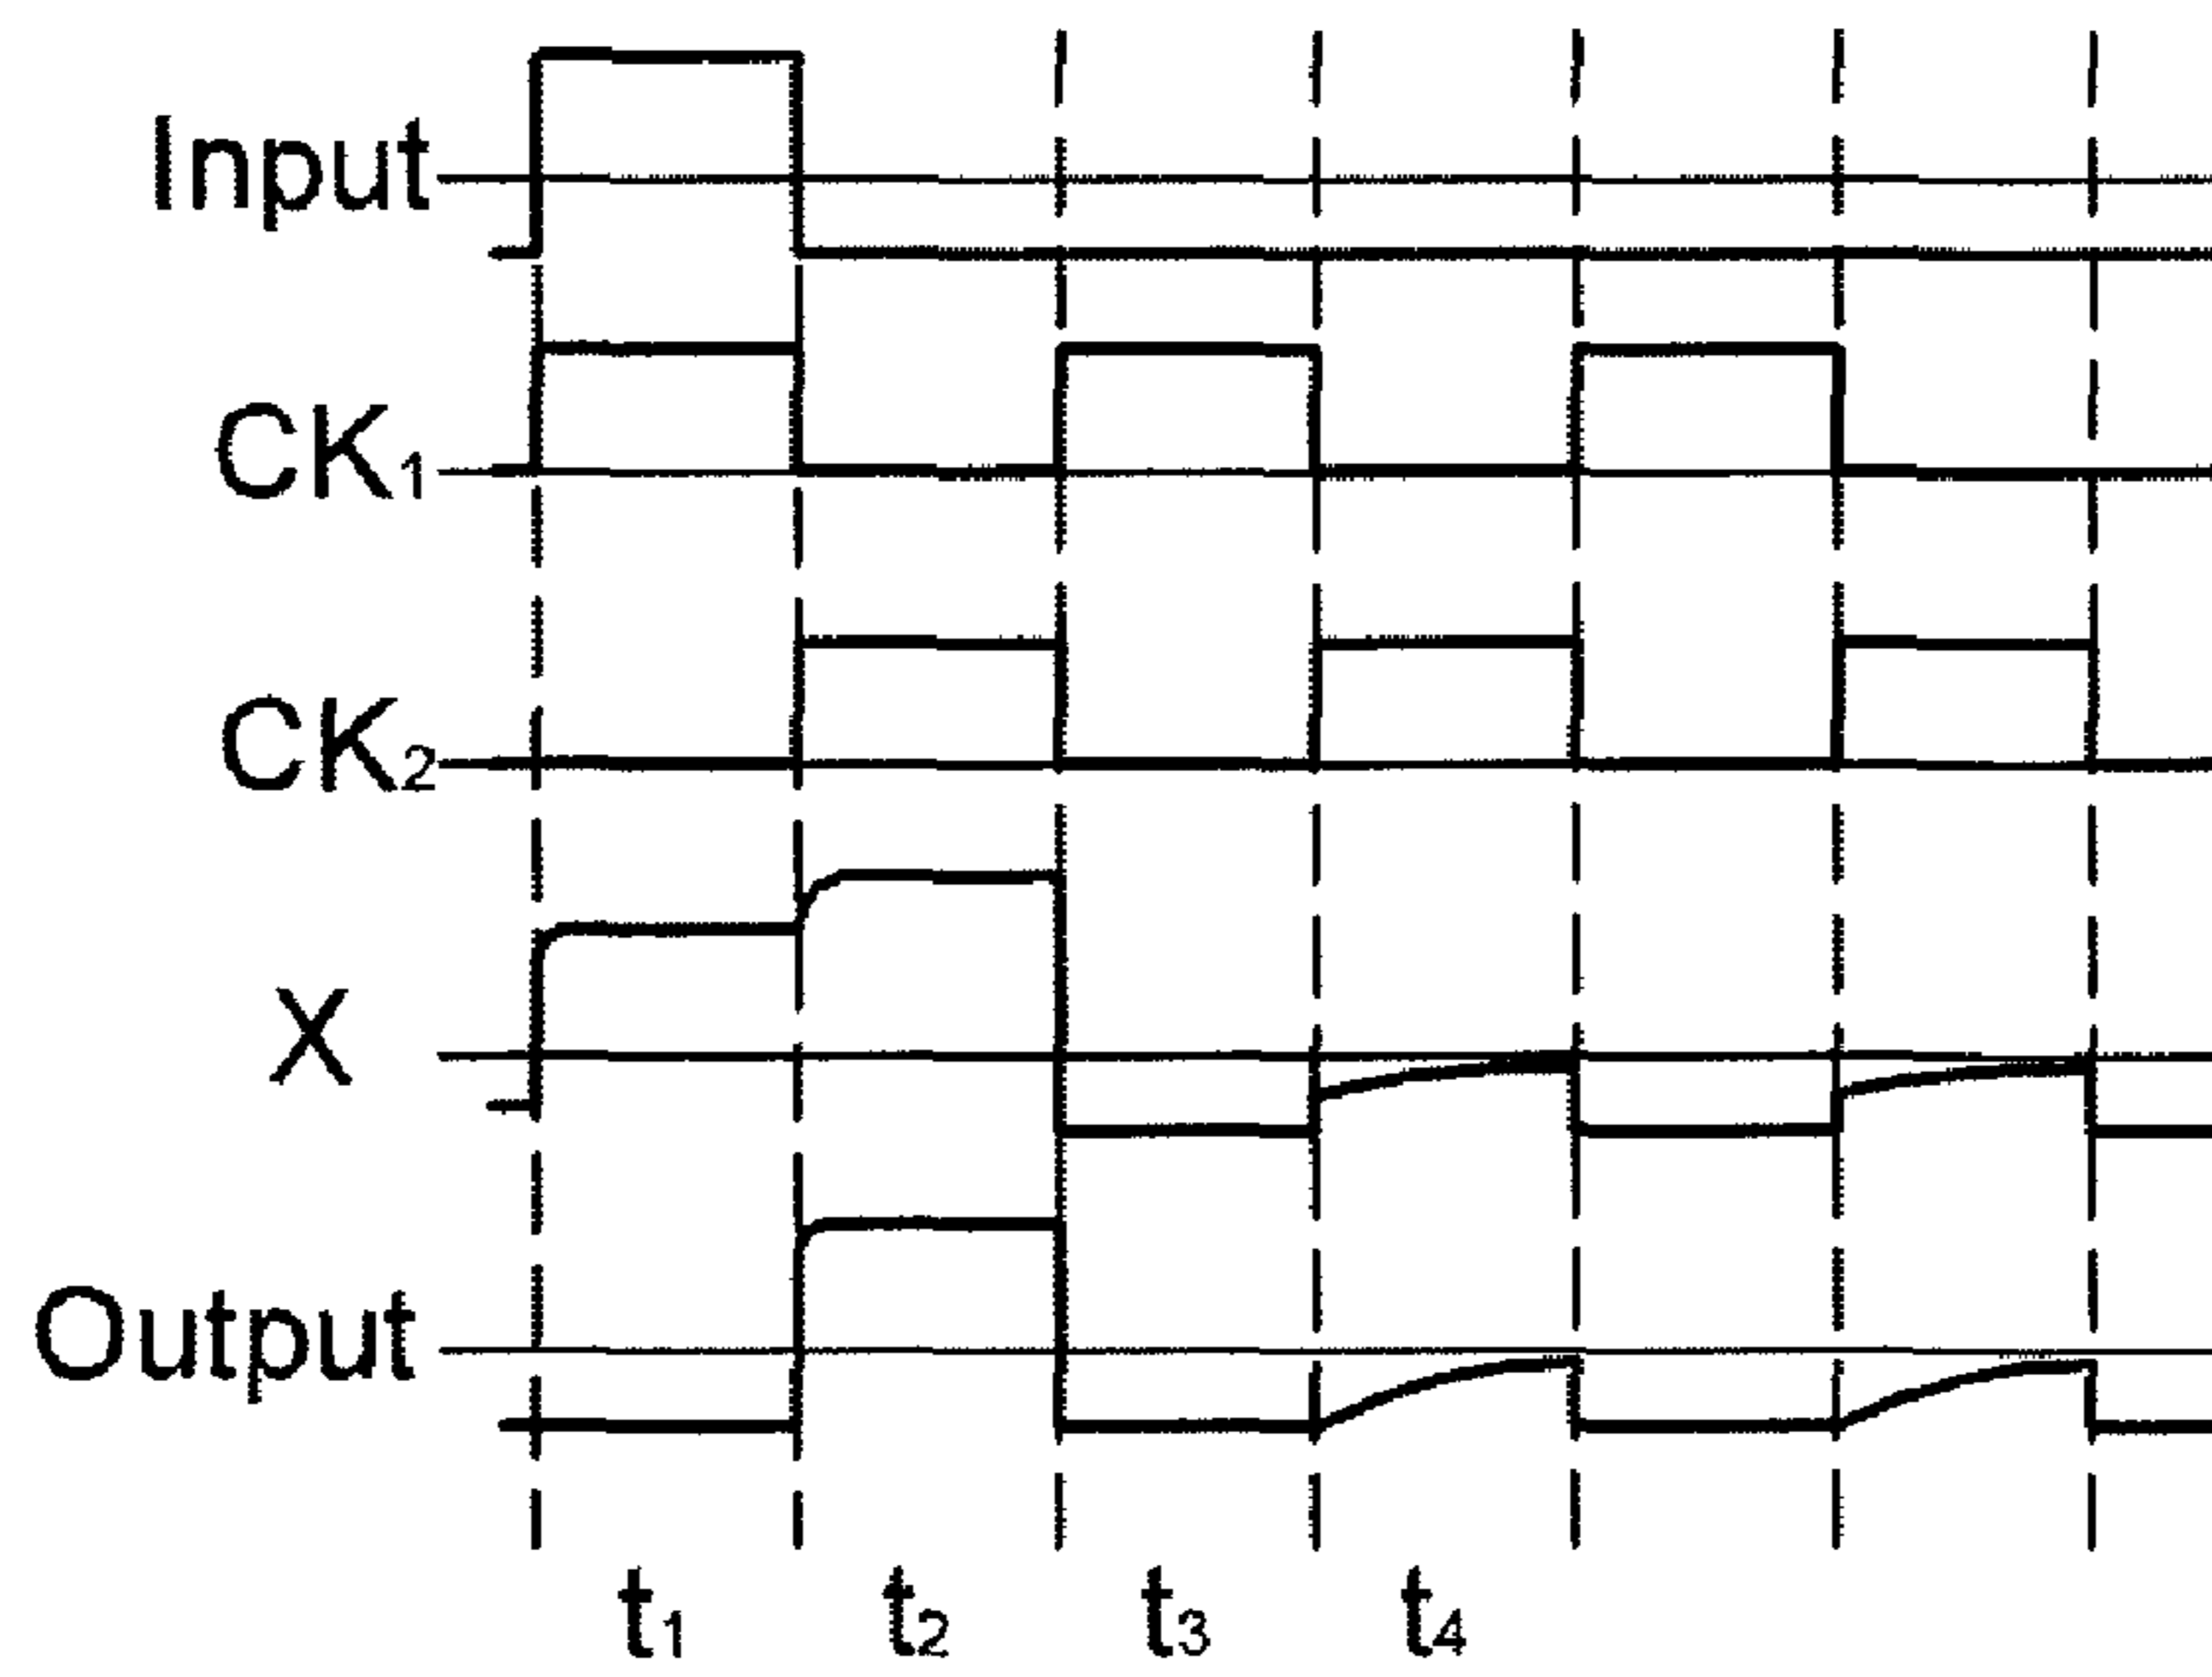 Input
CK₁
CK₂
X
Output
t₁ t₂ t₃ t₄